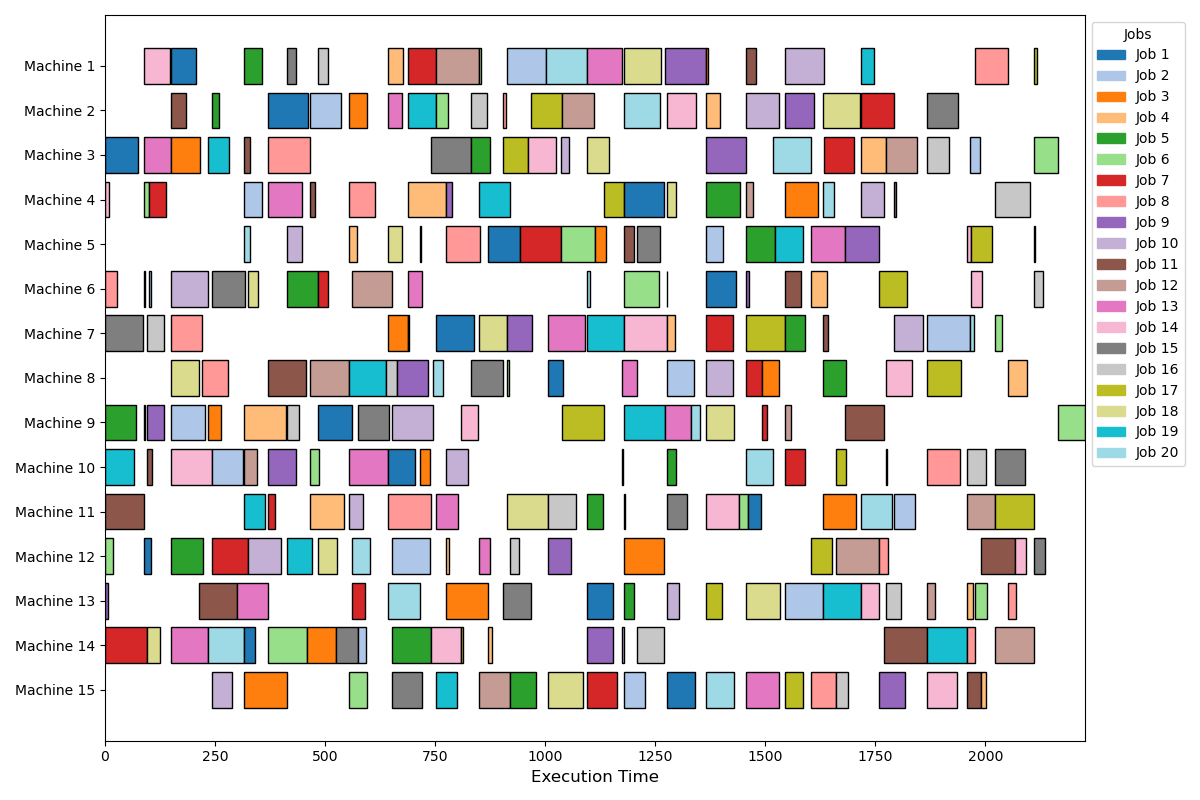 Machine 1
Machine 2
Machine 3
Machine 4
Machine 5
Machine 6
Machine 7
Machine 8
Machine 9
Machine 10
Machine 11
Machine 12
Machine 13
Machine 14
Machine 15
0 250 500 750 1000 1250 1500 1750 2000
Execution Time
Jobs
Job 1
Job 2
Job 3
Job 4
Job 5
Job 6
Job 7
Job 8
Job 9
Job 10
Job 11
Job 12
Job 13
Job 14
Job 15
Job 16
Job 17
Job 18
Job 19
Job 20